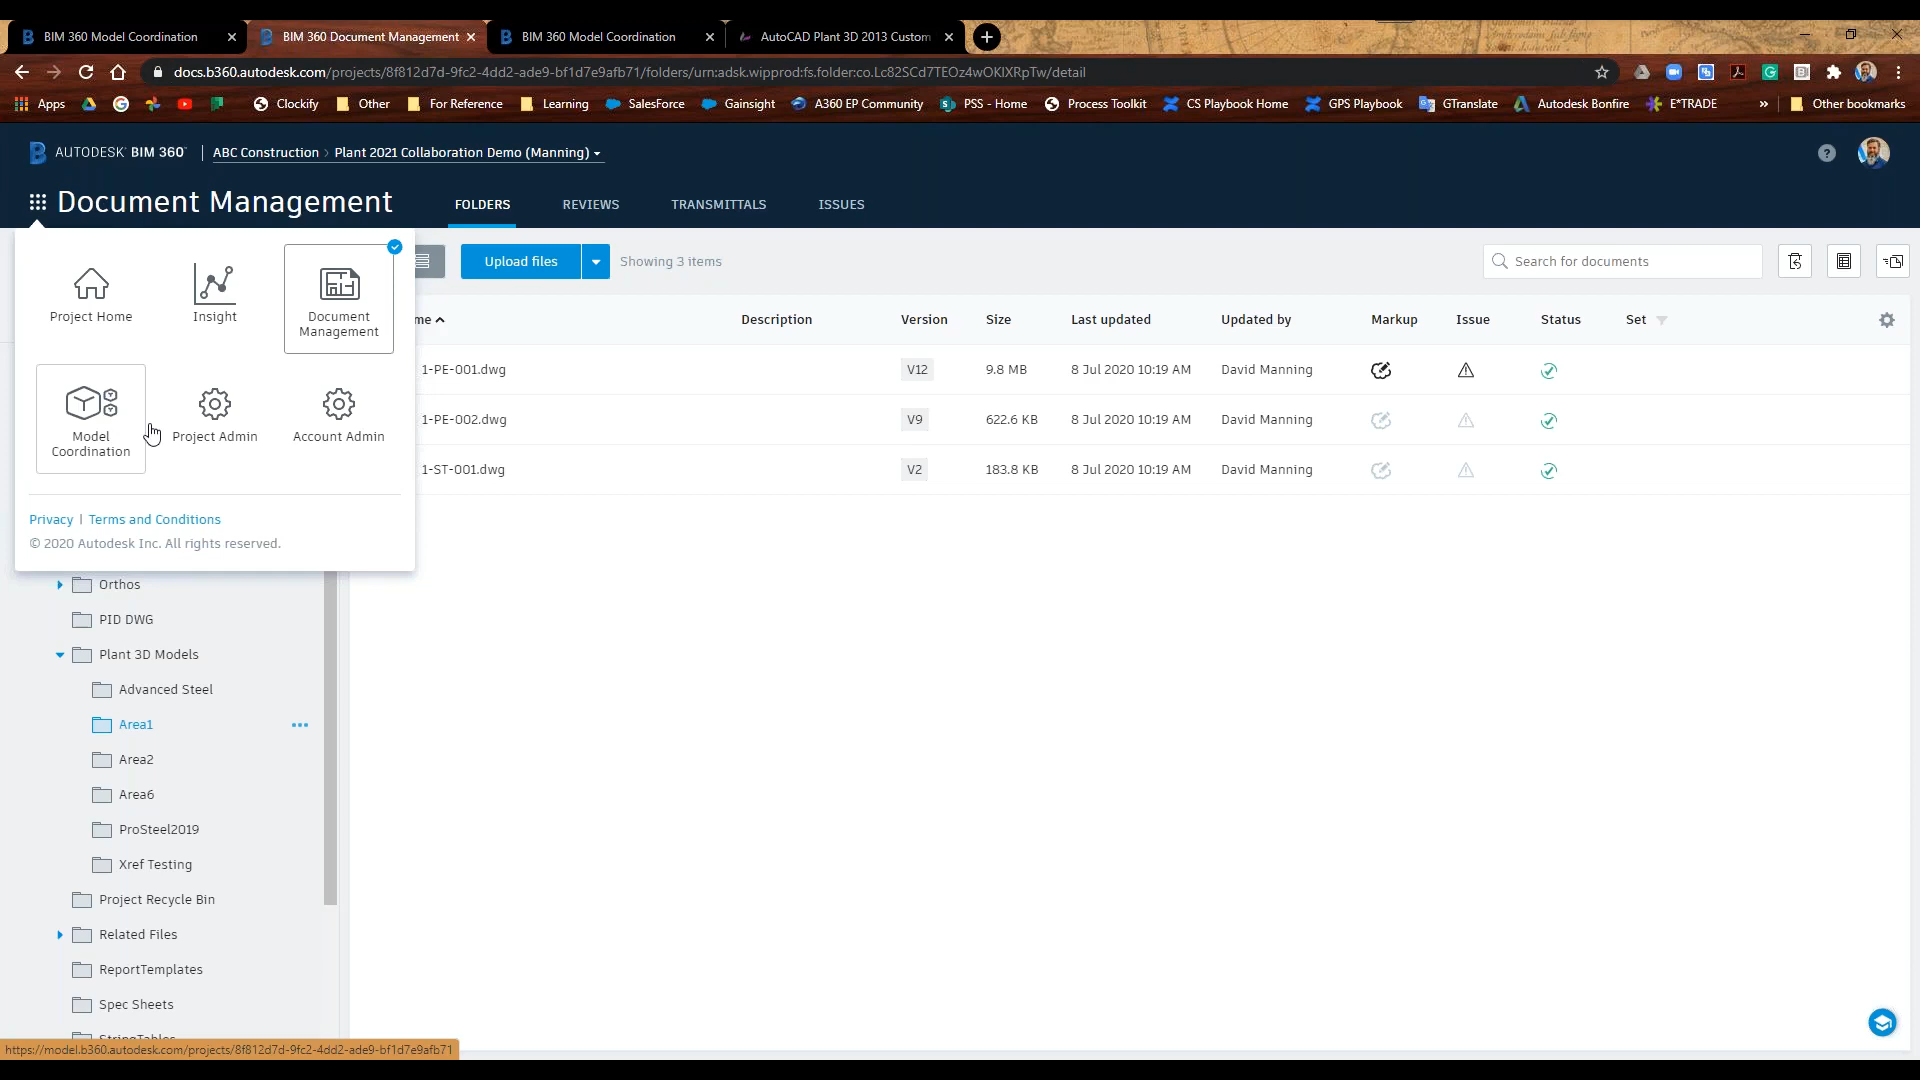 BIM 360 Model Coordination
BIM 360 Document Management
BIM 360 Model Coordination
AutoCAD Plant 3D 2013 Custom
docs.b360.autodesk.com/projects/8f812d7d-9fc2-4dd2-ade9-bf1d7e9afb71/folders/urn:adsk.wipprod:fs.folder:co.Lc82SCd7TEOz4wOKIXRpTw/detail
Apps Clockify Other For Reference Learning SalesForce Gainsight A360 EP Community PSS - Home Process Toolkit CS Playbook Home GPS Playbook GTranslate Autodesk Bonfire E*TRADE » Other bookmarks
AUTODESK® BIM 360™ ABC Construction > Plant 2021 Collaboration Demo (Manning)
Document Management FOLDERS REVIEWS TRANSMITTALS ISSUES
Upload files Showing 3 items Search for documents
Project Home Insight Document Management
Model Coordination Project Admin Account Admin
Privacy | Terms and Conditions
© 2020 Autodesk Inc. All rights reserved.
me Description Version Size Last updated Updated by Markup Issue Status Set
1-PE-001.dwg V12 9.8 MB 8 Jul 2020 10:19 AM David Manning
1-PE-002.dwg V9 622.6 KB 8 Jul 2020 10:19 AM David Manning
1-ST-001.dwg V2 183.8 KB 8 Jul 2020 10:19 AM David Manning
Orthos
PID DWG
Plant 3D Models
Advanced Steel
Area1
Area2
Area6
ProSteel2019
Xref Testing
Project Recycle Bin
Related Files
ReportTemplates
Spec Sheets
StringTables
https://model.b360.autodesk.com/projects/8f812d7d-9fc2-4dd2-ade9-bf1d7e9afb71